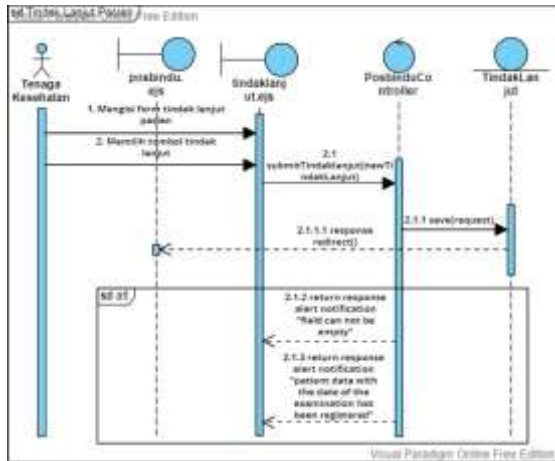 sd Tindak Lanjut Pasien
Free Edition
Tenaga
Kesehatan
posbindu.
ejs
tindaklanj
ut.ejs
PosbinduCo
ntroller
TindakLan
jut
1. Mengisi form tindak lanjut
pasien
2. Memilih tombol tindak
lanjut
2.1
submitTindaklanjut(newTi
ndakLanjut)
2.1.1 save(request)
2.1.1.1 response
redirect()
sd alt
2.1.2 return response
alert notification
"field can not be
empty"
2.1.3 return response
alert notification
"patient data with
the date of the
examination has
been registered"
Visual Paradigm Online Free Edition